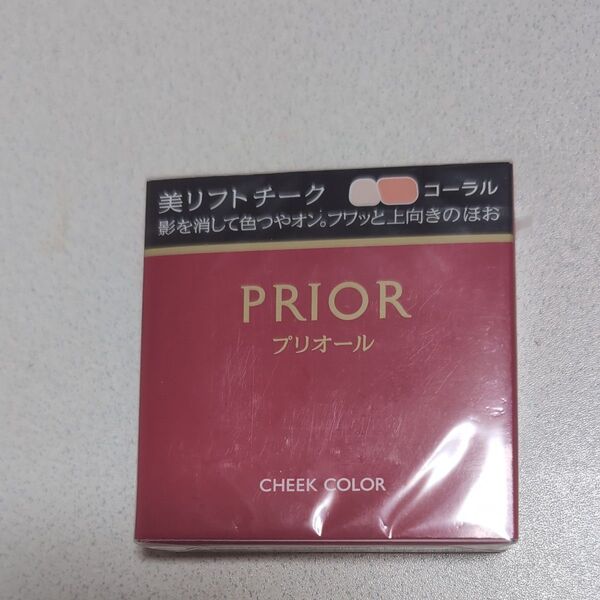 美リフトチーク コーラル
影を消して色つやオン。フワッと上向きのほお
PRIOR
プリオール
CHEEK COLOR